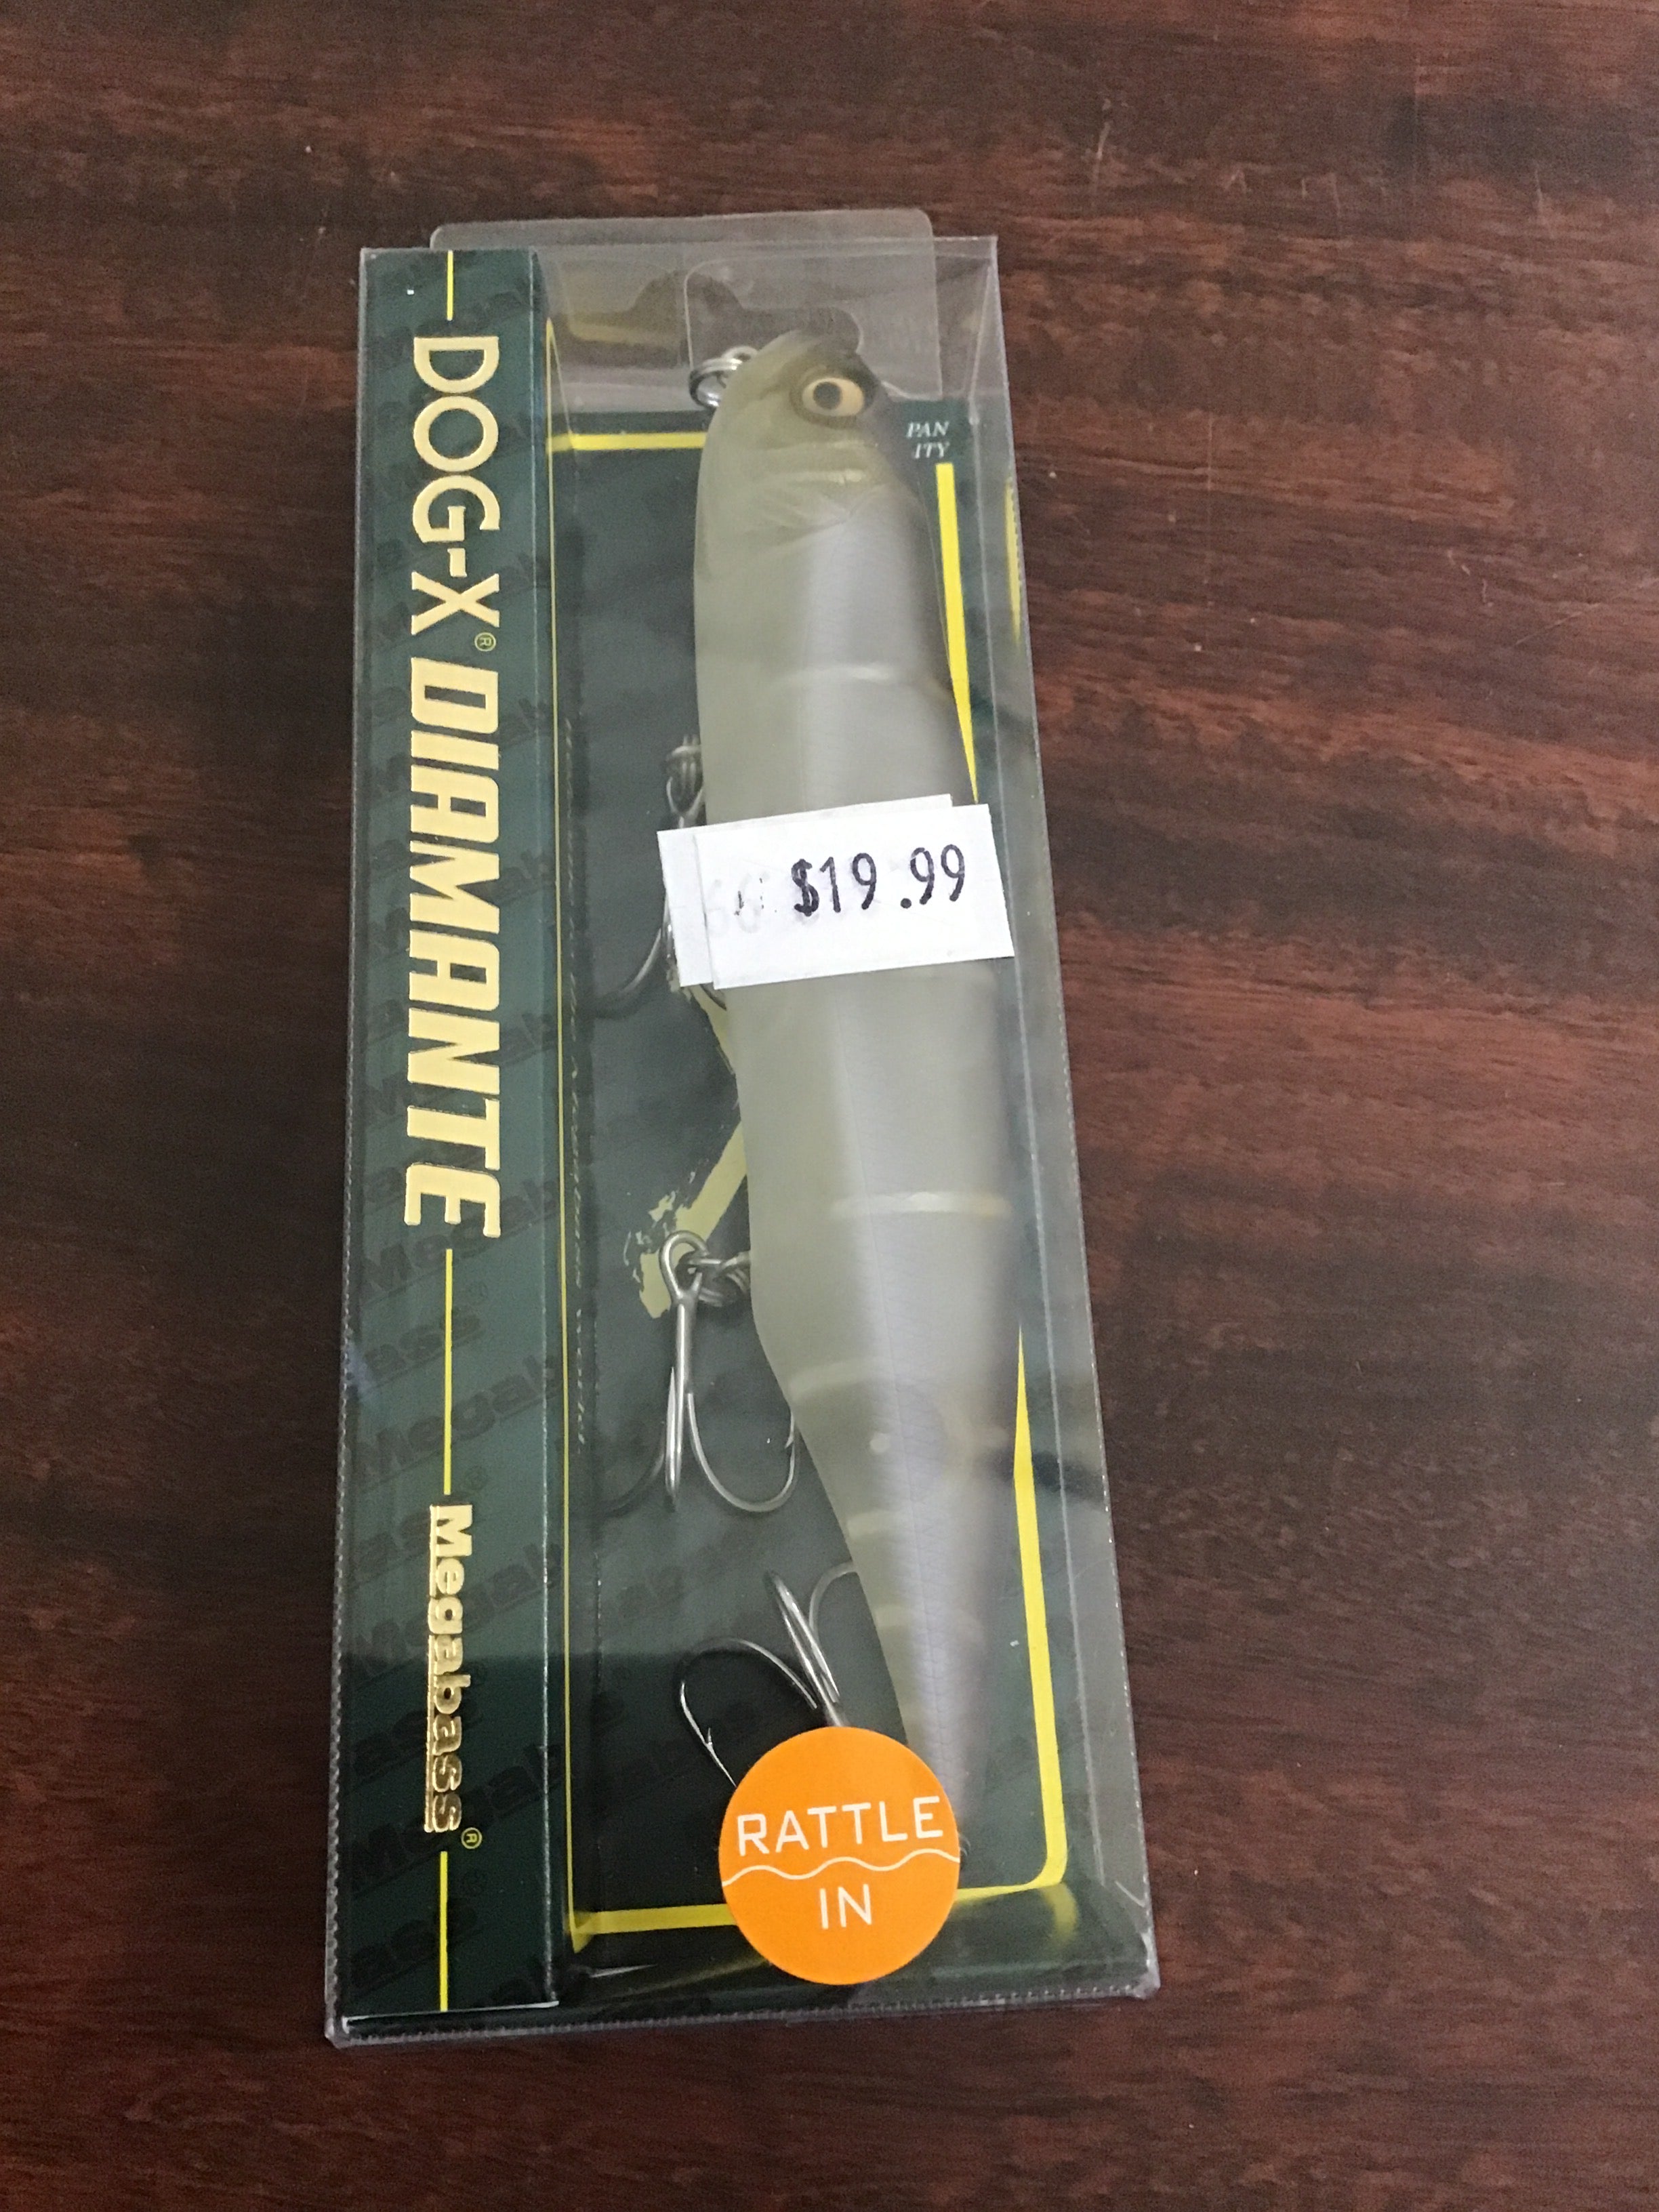 DOG-X® DIAMANTE
Megabass®
PAN
ITY
$19.99
RATTLE
IN